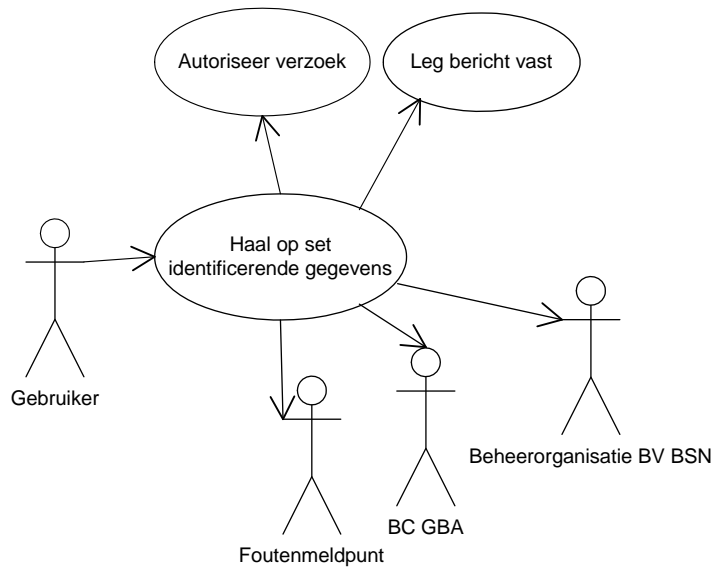 Autoriseer verzoek
Leg bericht vast
Haal op set
identificerende gegevens
Gebruiker
Beheerorganisatie BV BSN
BC GBA
Foutenmeldpunt